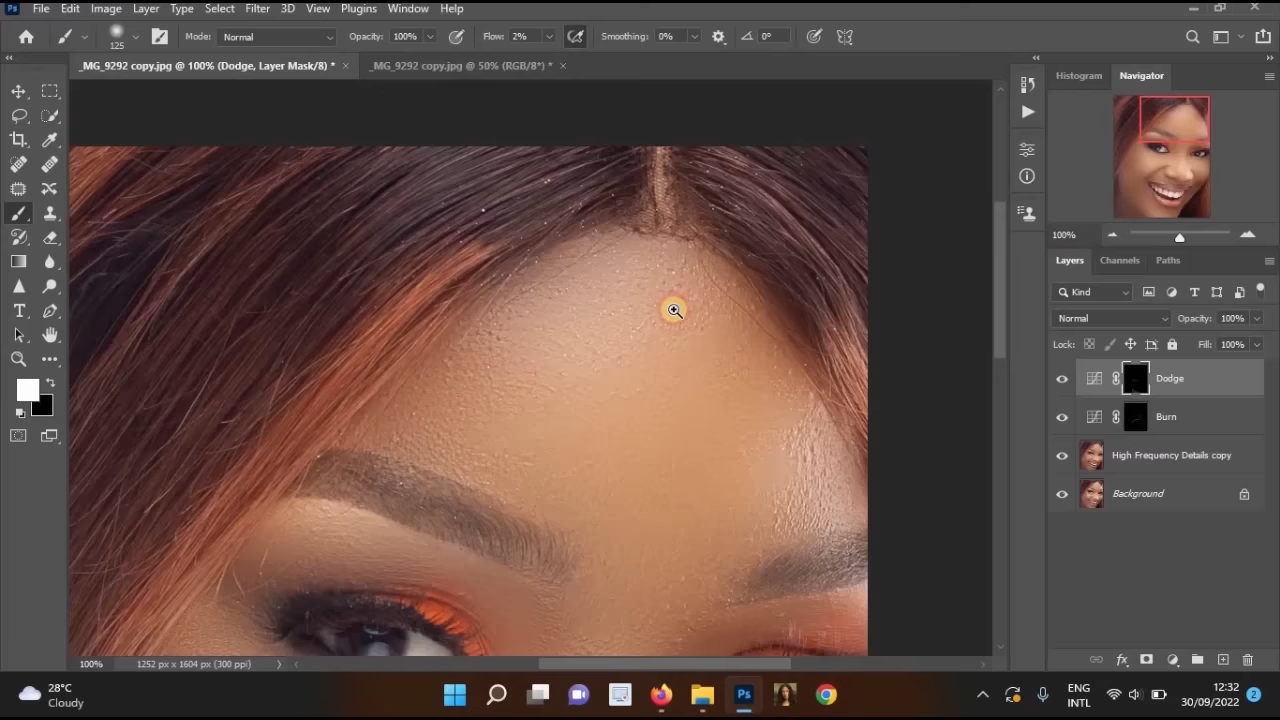 Ps File Edit Image Layer Type Select Filter 3D View Plugins Window Help
125 Mode: Normal Opacity: 100% Flow: 2% Smoothing: 0% 0°
_MG_9292 copy.jpg @ 100% (Dodge, Layer Mask/8) * _MG_9292 copy.jpg @ 50% (RGB/8*) *
Histogram Navigator
100%
Layers Channels Paths
Kind
Normal Opacity: 100%
Lock: Fill: 100%
Dodge
Burn
High Frequency Details copy
Background
100% 1252 px x 1604 px (300 ppi)
28°C
Cloudy
Ps
ENG
INTL
12:32
30/09/2022
2